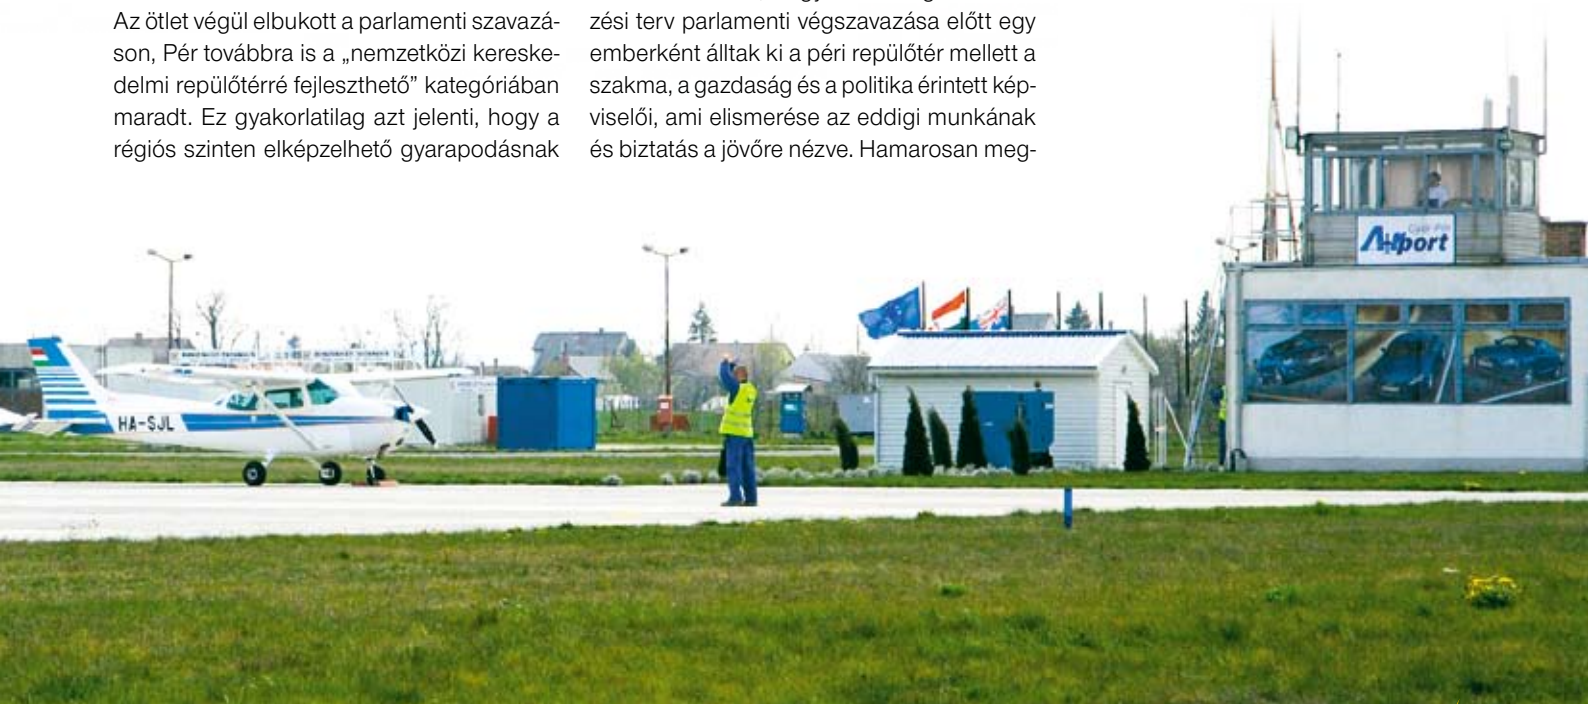 Az ötlet végül elbukott a parlamenti szavazá-
son, Pér továbbra is a „nemzetközi kereske-
delmi repülőtérré fejleszthető” kategóriában
maradt. Ez gyakorlatilag azt jelenti, hogy a
régiós szinten elképzelhető gyarapodásnak
zési terv parlamenti végszavazása előtt egy
emberként álltak ki a péri repülőtér mellett a
szakma, a gazdaság és a politika érintett kép-
viselői, ami elismerése az eddigi munkának
és biztatás a jövőre nézve. Hamarosan meg-
Győr-Pér
Airport
HA-SJL